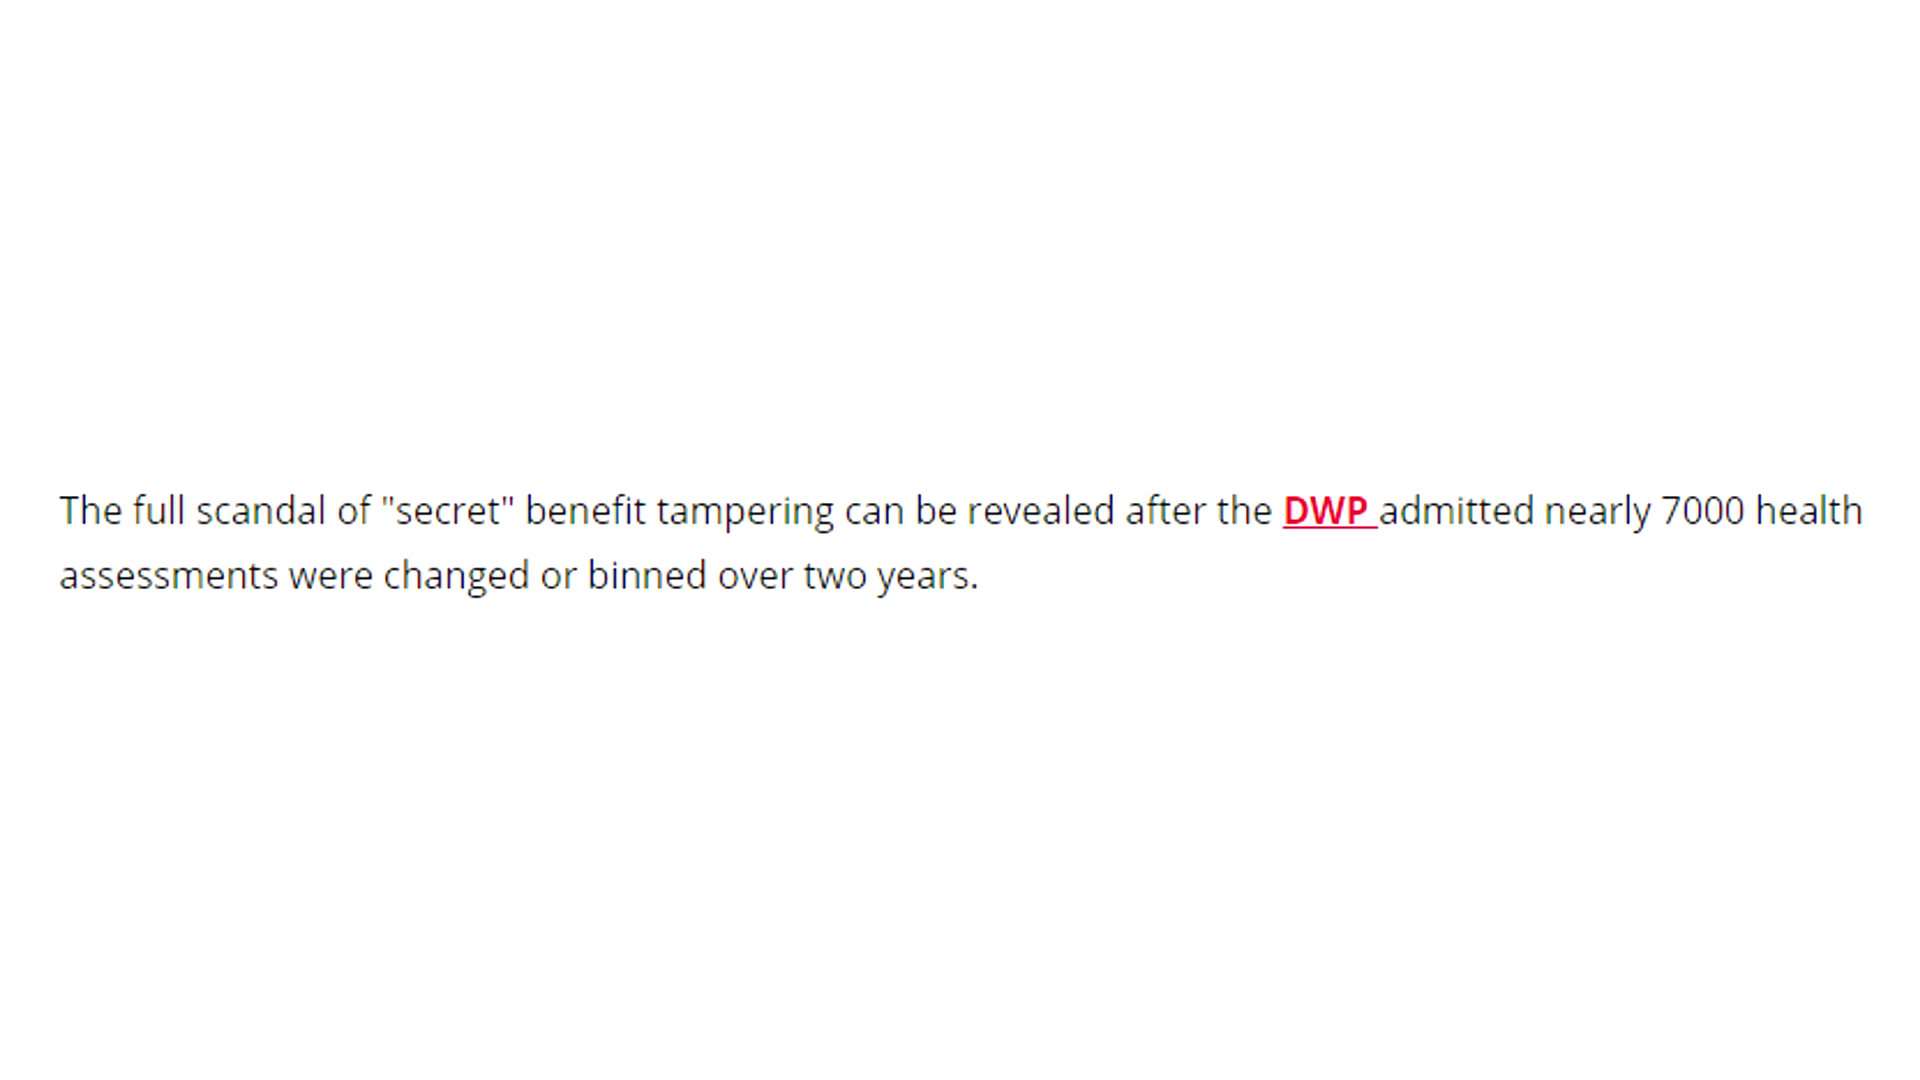 The full scandal of "secret" benefit tampering can be revealed after the DWP admitted nearly 7000 health
assessments were changed or binned over two years.